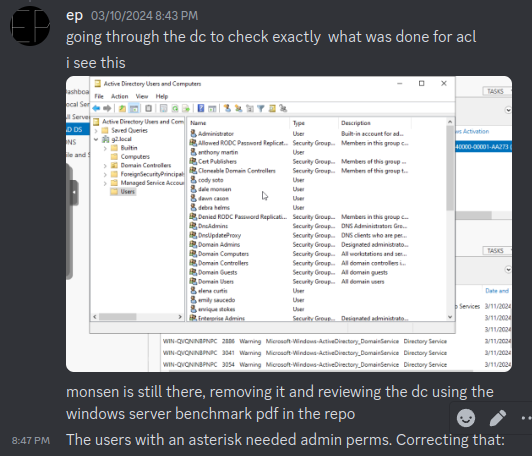 ep 03/10/2024 8:43 PM
going through the dc to check exactly what was done for acl
i see this
Active Directory Users and Computers
File Action View Help
TASKS
Active Directory Users and Com
Saved Queries
g2.local
Builtin
Computers
Domain Controllers
ForeignSecurityPrincipal
Managed Service Accou
Users
Name Type Description
Administrator User Built-in account for ad...
Allowed RODC Password Replicat... Security Group... Members in this group c...
anthony martin User
Cert Publishers Security Group... Members of this group ...
Cloneable Domain Controllers Security Group... Members of this group t...
cody soto User
dale monsen User
dawn cason User
debra helms User
Denied RODC Password Replicati... Security Group... Members in this group c...
DnsAdmins Security Group... DNS Administrators Gro...
DnsUpdateProxy Security Group... DNS clients who are per...
Domain Admins Security Group... Designated administrato...
Domain Computers Security Group... All workstations and ser...
Domain Controllers Security Group... All domain controllers i...
Domain Guests Security Group... All domain guests
Domain Users Security Group... All domain users
elena curtis User
emily saucedo User
enrique stokes User
Enterprise Admins Security Group... Designated administrato...
TASKS
Date and
3/11/2024
3/11/2024
3/11/2024
WIN-QVQNINBPNPC 2886 Warning Microsoft-Windows-ActiveDirectory_DomainService Directory Service 3/11/2024
WIN-QVQNINBPNPC 3041 Warning Microsoft-Windows-ActiveDirectory_DomainService Directory Service 3/11/2024
WIN-QVQNINBPNPC 3054 Warning Microsoft-Windows-ActiveDirectory_DomainService Directory Service 3/11/2024
monsen is still there, removing it and reviewing the dc using the
windows server benchmark pdf in the repo
8:47 PM The users with an asterisk needed admin perms. Correcting that: